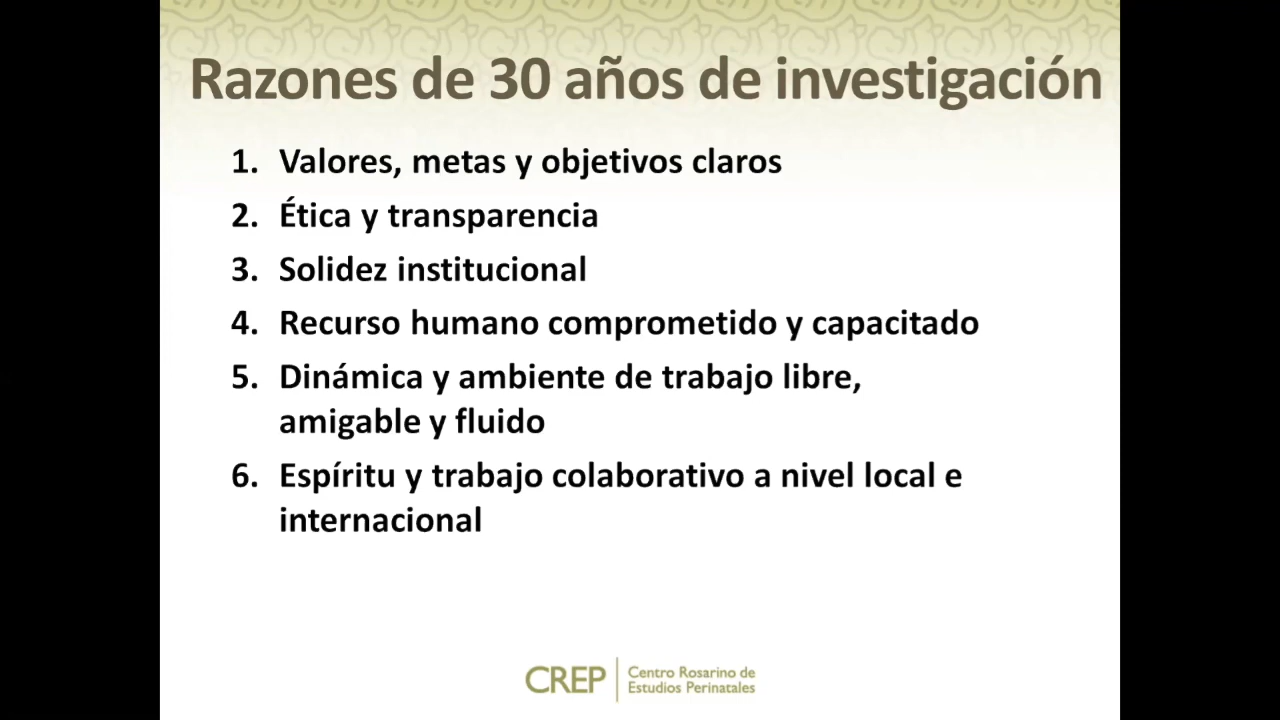 Razones de 30 años de investigación
1. Valores, metas y objetivos claros
2. Ética y transparencia
3. Solidez institucional
4. Recurso humano comprometido y capacitado
5. Dinámica y ambiente de trabajo libre,
amigable y fluido
6. Espíritu y trabajo colaborativo a nivel local e
internacional
CREP
Centro Rosarino de
Estudios Perinatales